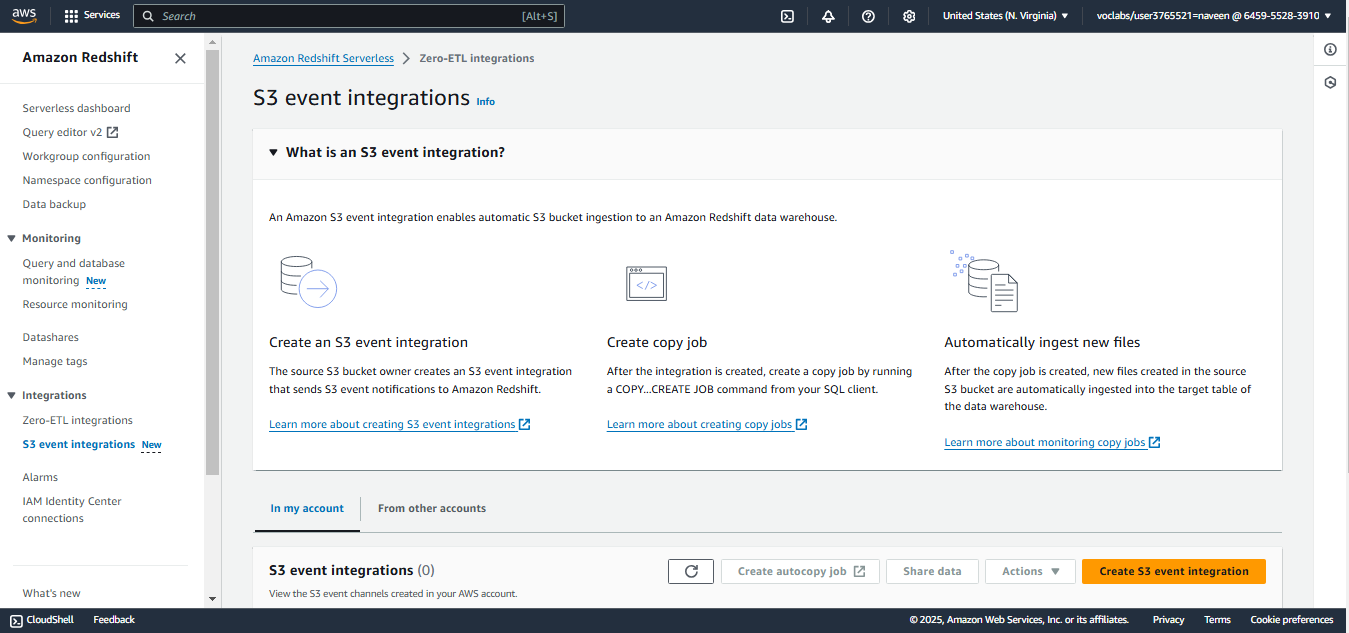 aws
Services
Search
[Alt+S]
United States (N. Virginia)
voclabs/user3765521=naveen @ 6459-5528-3910
Amazon Redshift
Serverless dashboard
Query editor v2
Workgroup configuration
Namespace configuration
Data backup
Monitoring
Query and database
monitoring New
Resource monitoring
Datashares
Manage tags
Integrations
Zero-ETL integrations
S3 event integrations New
Alarms
IAM Identity Center
connections
What's new
Amazon Redshift Serverless
Zero-ETL integrations
S3 event integrations Info
What is an S3 event integration?
An Amazon S3 event integration enables automatic S3 bucket ingestion to an Amazon Redshift data warehouse.
</>
Create an S3 event integration
The source S3 bucket owner creates an S3 event integration
that sends S3 event notifications to Amazon Redshift.
Learn more about creating S3 event integrations
Create copy job
After the integration is created, create a copy job by running
a COPY...CREATE JOB command from your SQL client.
Learn more about creating copy jobs
Automatically ingest new files
After the copy job is created, new files created in the source
S3 bucket are automatically ingested into the target table of
the data warehouse.
Learn more about monitoring copy jobs
In my account
From other accounts
S3 event integrations (0)
View the S3 event channels created in your AWS account.
Create autocopy job
Share data
Actions
Create S3 event integration
CloudShell
Feedback
© 2025, Amazon Web Services, Inc. or its affiliates.
Privacy
Terms
Cookie preferences